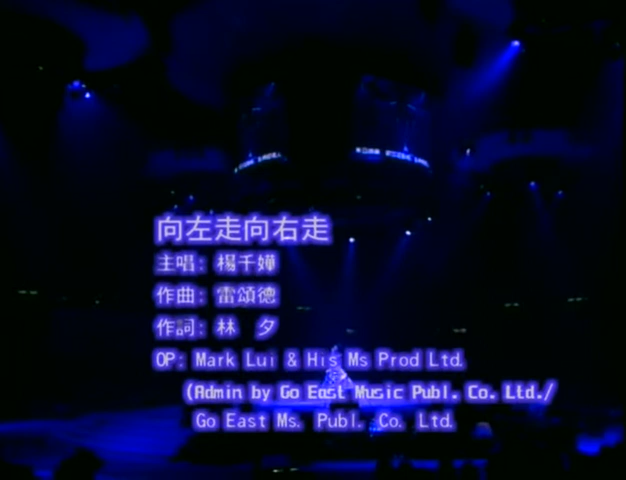 向左走向右走
主唱: 楊千嬅
作曲: 雷頌德
作詞: 林 夕
OP: Mark Lui & His Ms Prod Ltd.
(Admin by Go East Music Publ. Co. Ltd./
Go East Ms. Publ. Co. Ltd.